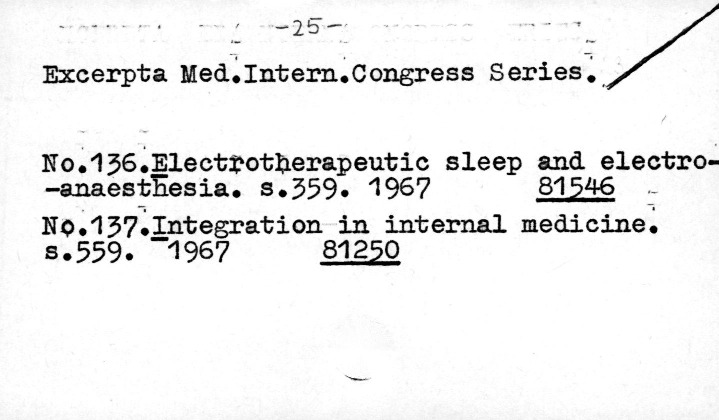 -25-
Excerpta Med.Intern.Congress Series.
No.136.Electrotherapeutic sleep and electro-
-anaesthesia. s.359. 1967 81546
No.137.Integration in internal medicine.
s.559. 1967 81250